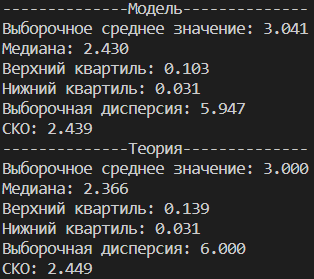 --------------Модель--------------
Выборочное среднее значение: 3.041
Медиана: 2.430
Верхний квартиль: 0.103
Нижний квартиль: 0.031
Выборочная дисперсия: 5.947
СКО: 2.439
--------------Теория--------------
Выборочное среднее значение: 3.000
Медиана: 2.366
Верхний квартиль: 0.139
Нижний квартиль: 0.031
Выборочная дисперсия: 6.000
СКО: 2.449